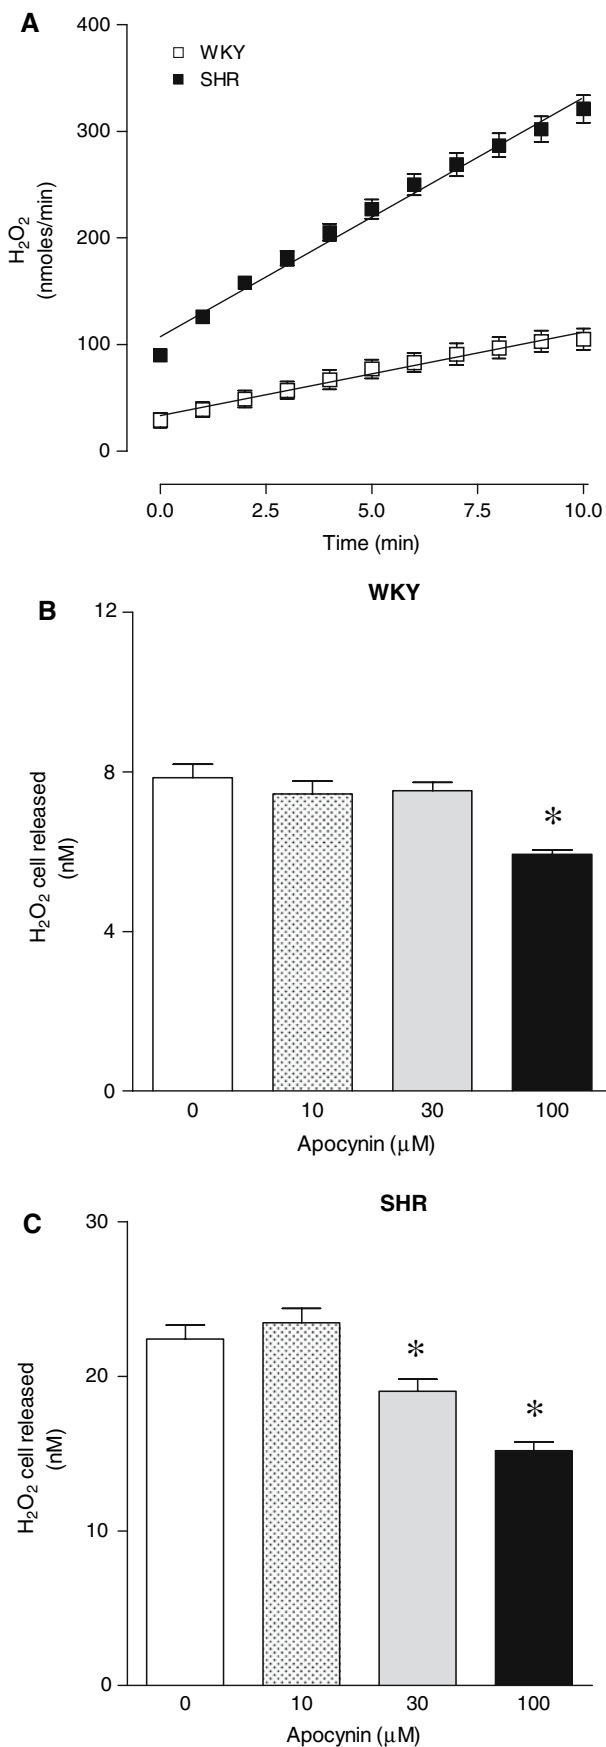 A
400
300
200
100
0
H₂O₂
(nmoles/min)
WKY
SHR
0.0 2.5 5.0 7.5 10.0
Time (min)
B
WKY
12
8
4
0
H₂O₂ cell released
(nM)
*
0 10 30 100
Apocynin (μM)
C
SHR
30
20
10
0
H₂O₂ cell released
(nM)
*
*
0 10 30 100
Apocynin (μM)